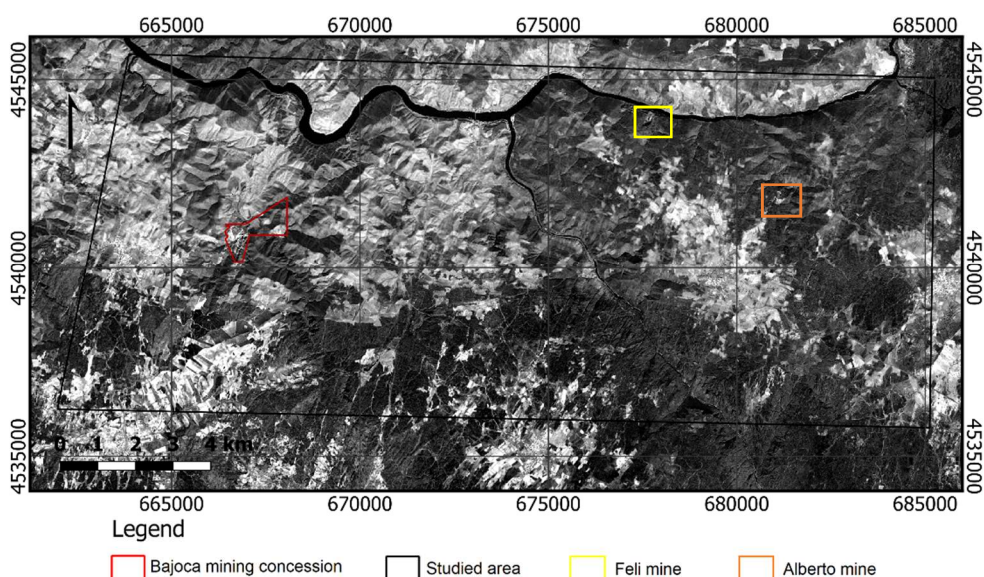 665000 670000 675000 680000 685000
4545000 4545000
4540000 4540000
4535000 4535000
0 1 2 3 4 km
665000 670000 675000 680000 685000
Legend
Bajoca mining concession Studied area Feli mine Alberto mine